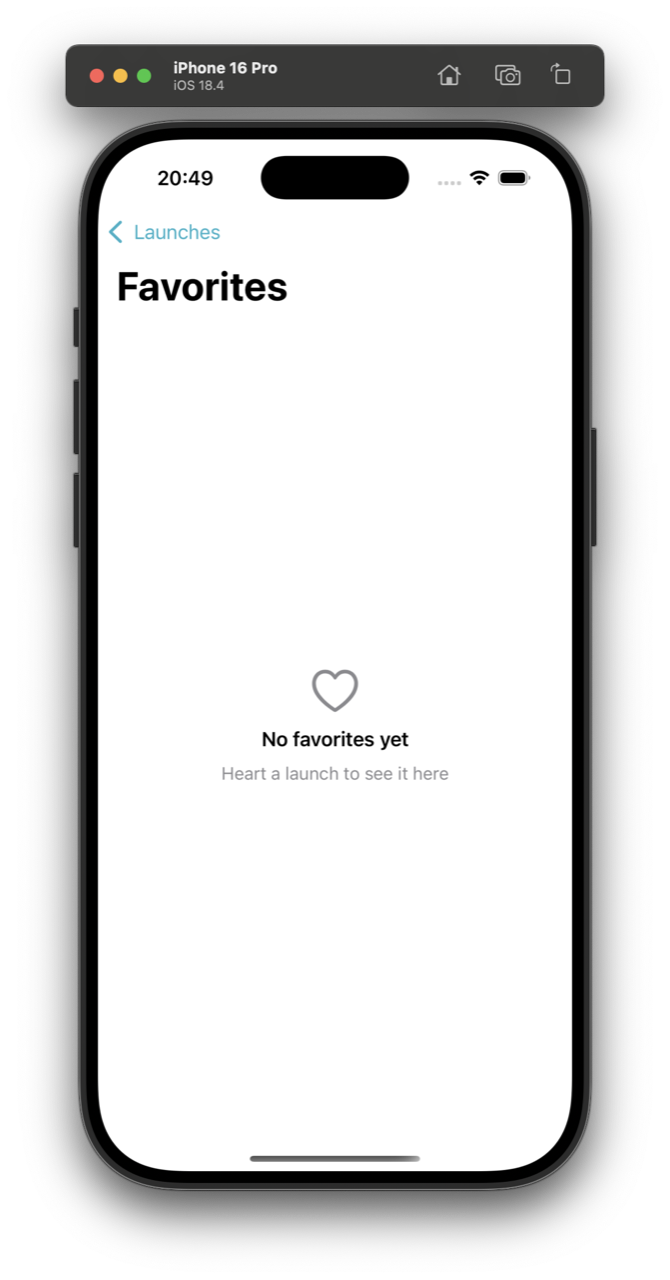 iPhone 16 Pro
iOS 18.4
20:49
Launches
Favorites
No favorites yet
Heart a launch to see it here